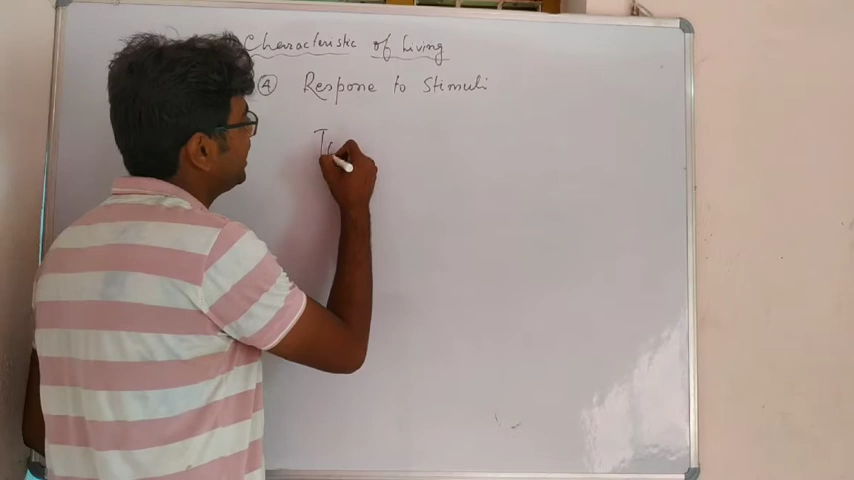 Characteristic of Living
④ Respone to Stimuli